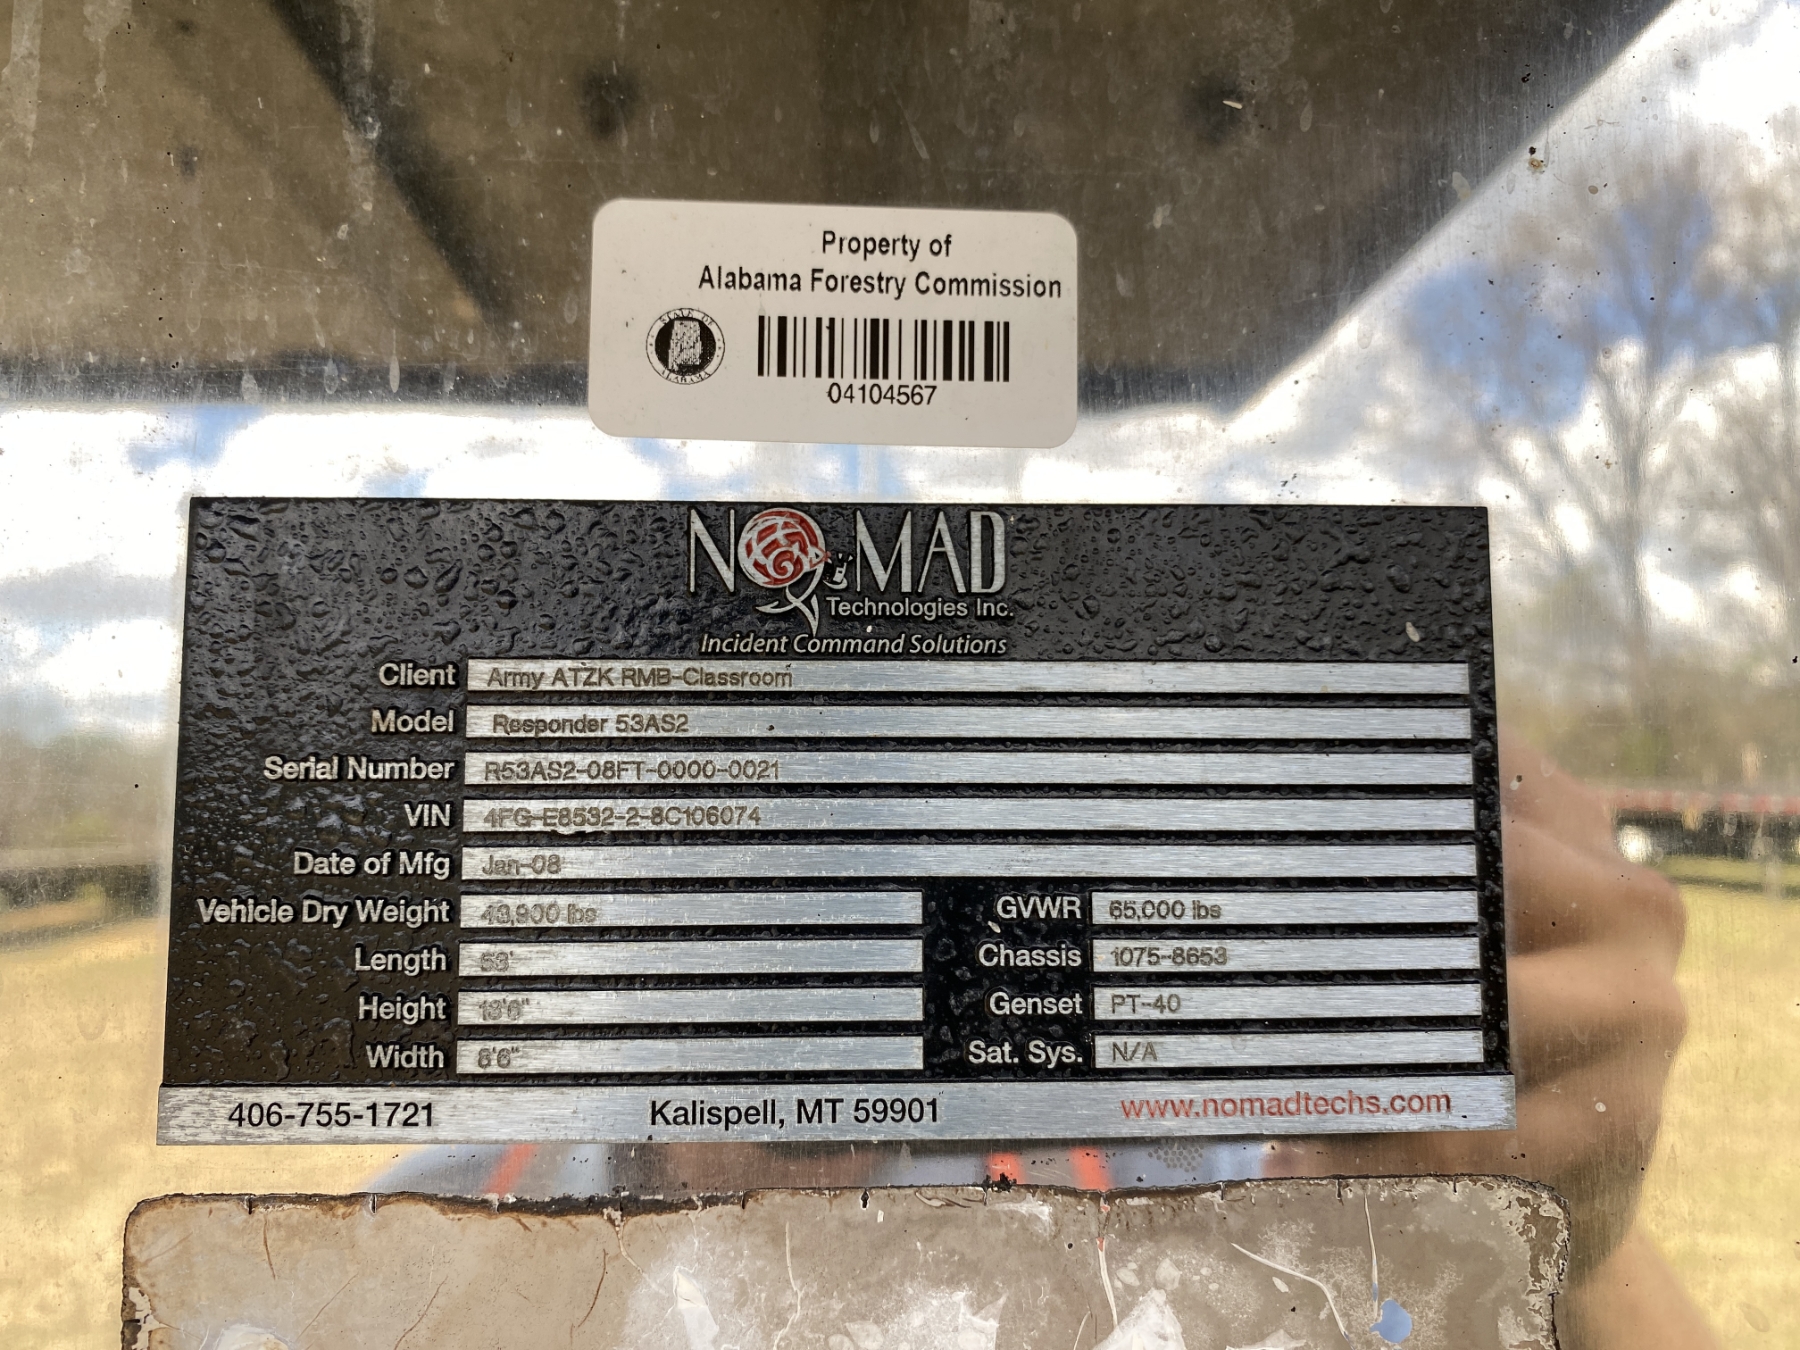 Property of
Alabama Forestry Commission
STATE OF
ALABAMA
04104567
NOMAD
Technologies Inc.
Incident Command Solutions
Client Army ATZK RMB-Classroom
Model Responder 53AS2
Serial Number R53AS2-08FT-0000-0021
VIN 4FG-E8532-2-8C106074
Date of Mfg Jan-08
Vehicle Dry Weight lbs GVWR 65,000 lbs
Length 53' Chassis 1075-8653
Height 13'6" Genset PT-40
Width 8'6" Sat. Sys. N/A
406-755-1721 Kalispell, MT 59901 www.nomadtechs.com